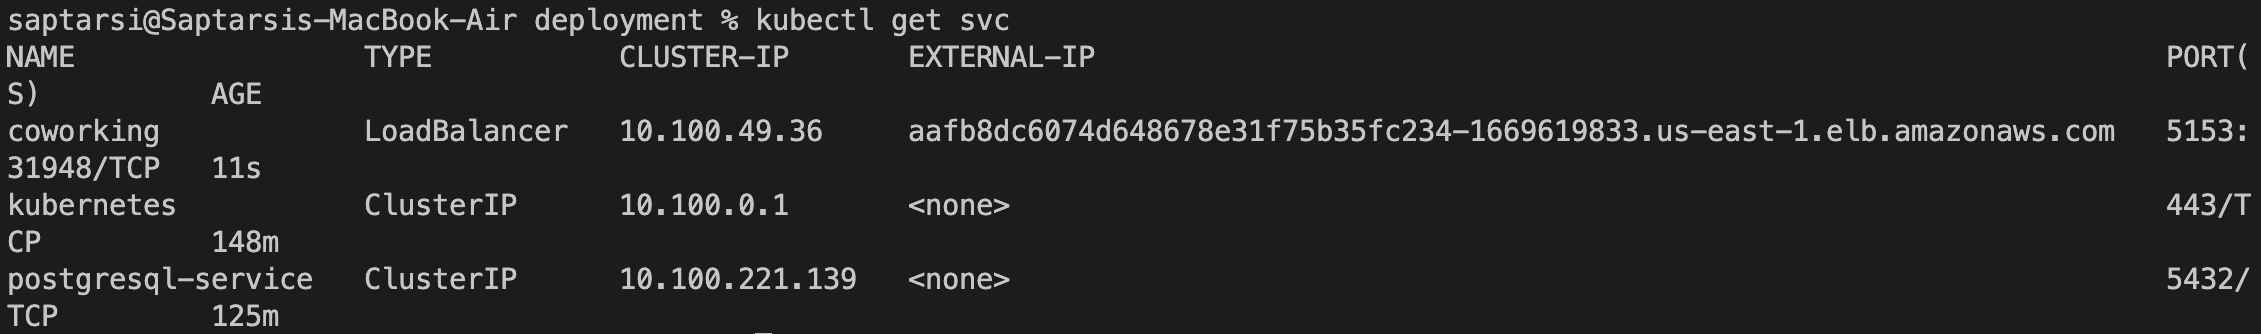 saptarsi@Saptarsis-MacBook-Air deployment % kubectl get svc
NAME                 TYPE           CLUSTER-IP       EXTERNAL-IP                                                               PORT(
S)          AGE
coworking            LoadBalancer   10.100.49.36     aafb8dc6074d648678e31f75b35fc234-1669619833.us-east-1.elb.amazonaws.com   5153:
31948/TCP   11s
kubernetes           ClusterIP      10.100.0.1       <none>                                                                    443/T
CP          148m
postgresql-service   ClusterIP      10.100.221.139   <none>                                                                    5432/
TCP         125m